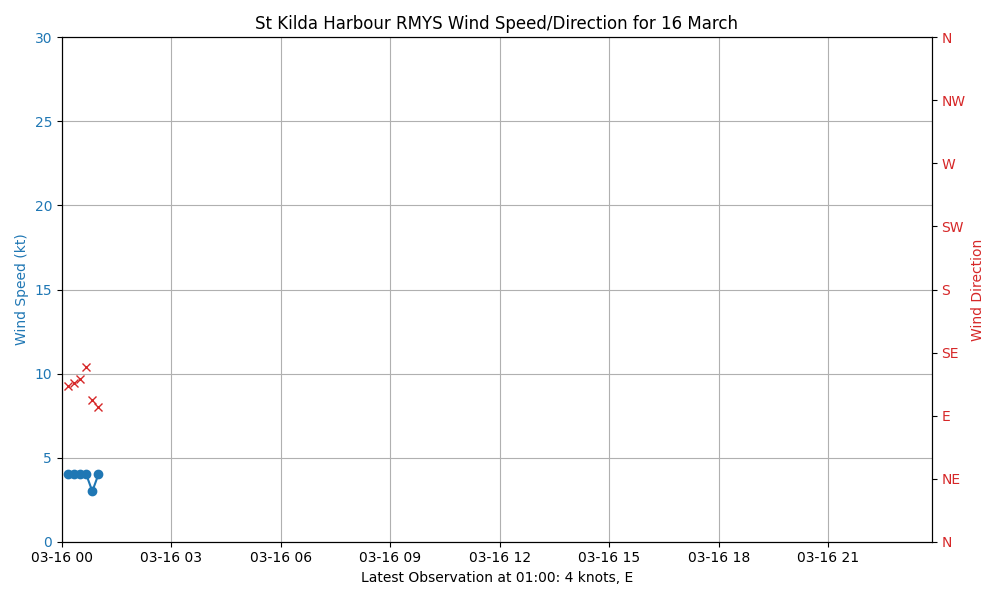 St Kilda Harbour RMYS Wind Speed/Direction for 16 March
30
25
20
15
10
5
0
Wind Speed (kt)
N
NW
W
SW
S
SE
E
NE
N
Wind Direction
03-16 00
03-16 03
03-16 06
03-16 09
03-16 12
03-16 15
03-16 18
03-16 21
Latest Observation at 01:00: 4 knots, E